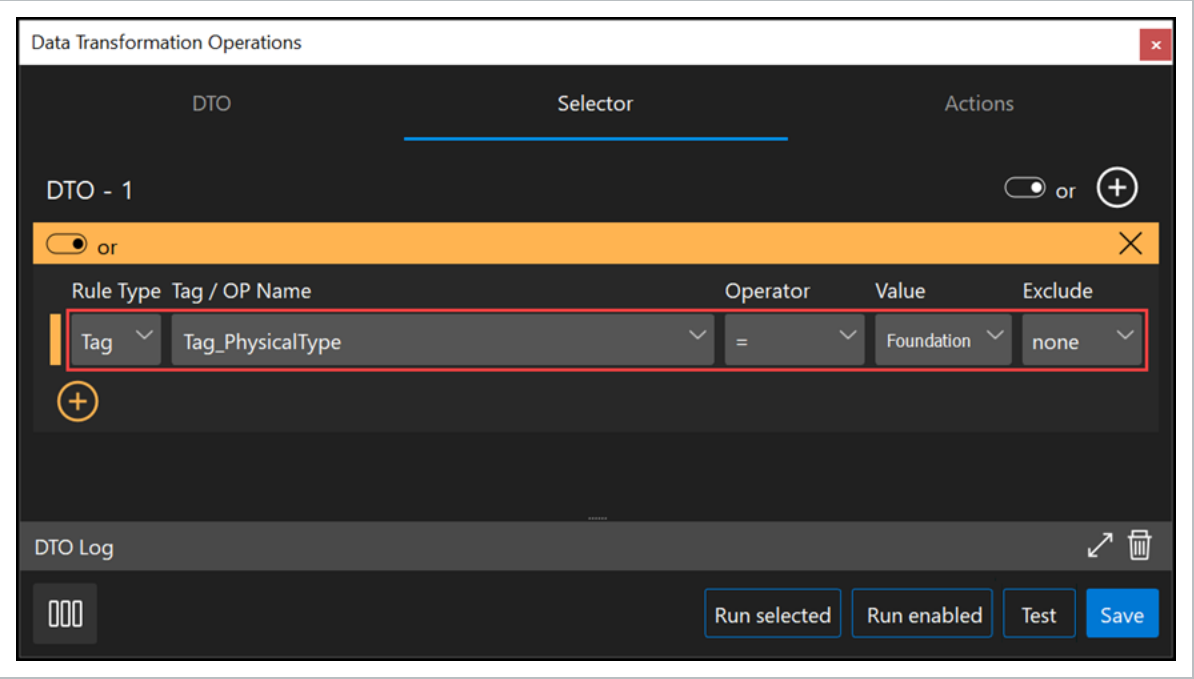 Data Transformation Operations
DTO Selector Actions
DTO - 1 or
or
Rule Type Tag / OP Name Operator Value Exclude
Tag Tag_PhysicalType = Foundation none
DTO Log
Run selected Run enabled Test Save